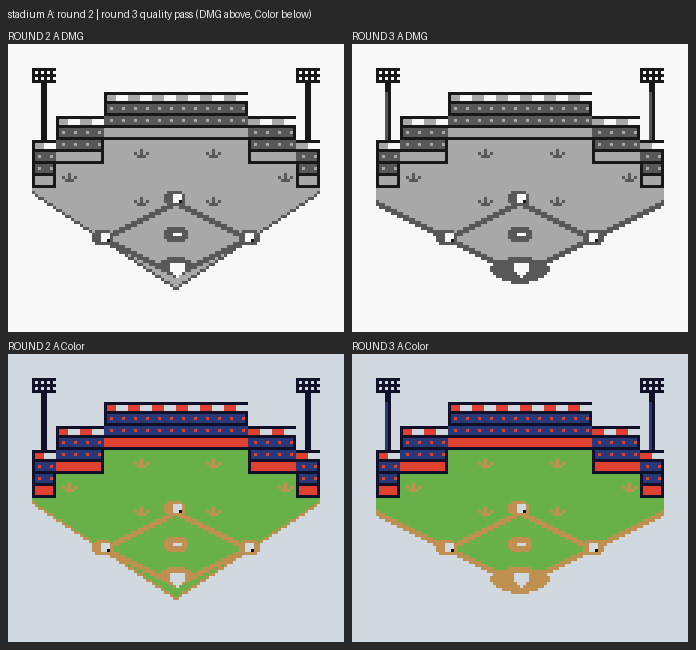 stadium A: round 2 | round 3 quality pass (DMG above, Color below)
ROUND 2 A DMG
ROUND 3 A DMG
ROUND 2 A Color
ROUND 3 A Color